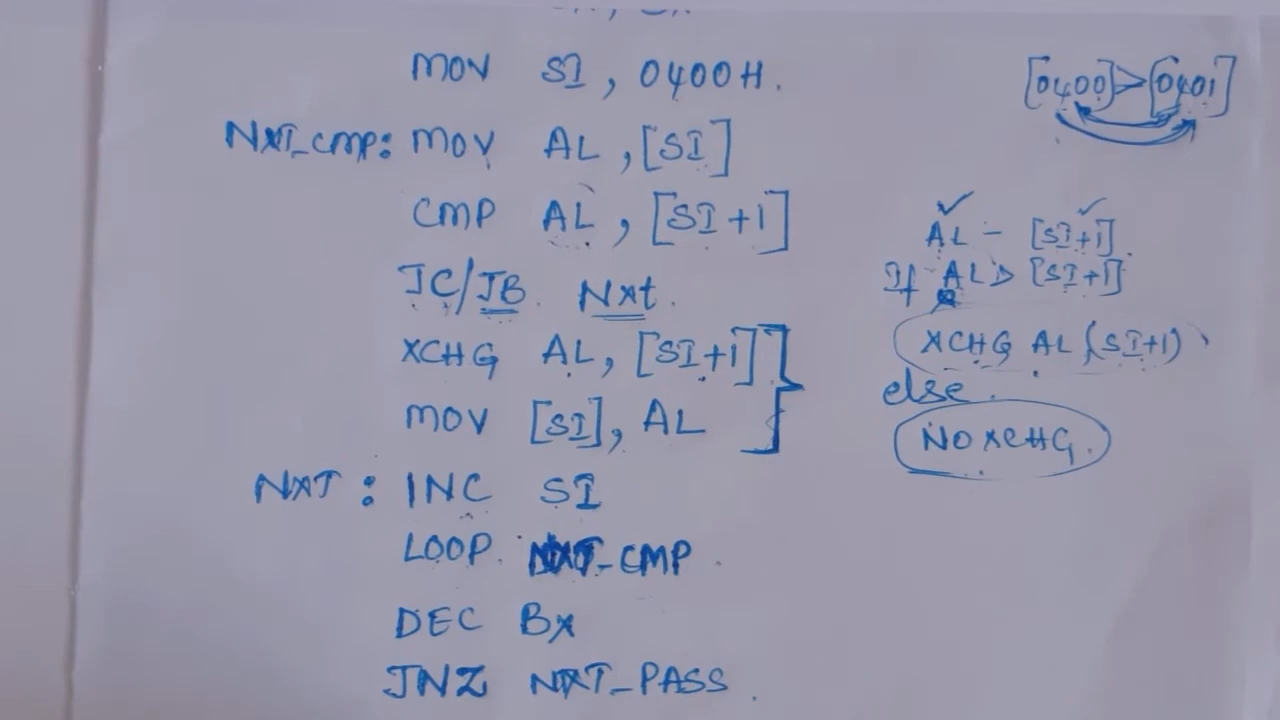 MOV SI, 0400H.
[0400]>[0401]
NXT_CMP: MOV AL, [SI]
CMP AL, [SI+1]
JC/JB Nxt.
XCHG AL, [SI+1]
MOV [SI], AL
NXT : INC SI
LOOP NXT_CMP.
DEC BX
JNZ NXT_PASS.
AL - [SI+1].
If AL> [SI+1]
XCHG AL,(SI+1)
else.
NO XCHG.